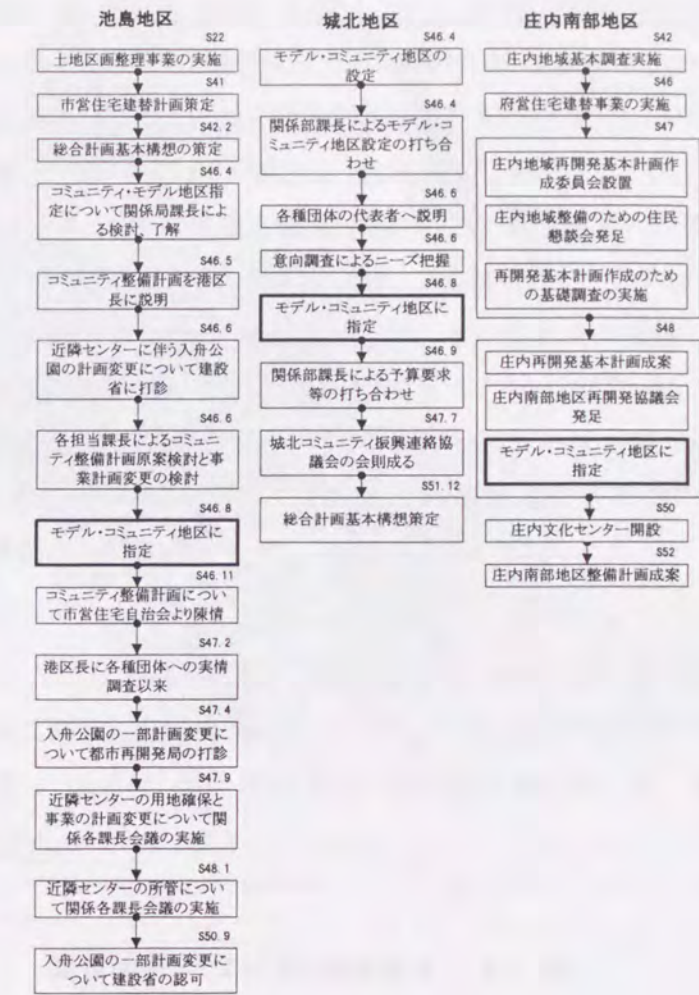 池島地区
S22
土地区画整理事業の実施
S41
市営住宅建替計画策定
S42.2
総合計画基本構想の策定
S46.4
コミュニティ・モデル地区指
定について関係局課長によ
る検討、了解
S46.5
コミュニティ整備計画を港区
長に説明
S46.6
近隣センターに伴う入舟公
園の計画変更について建設
省に打診
S46.6
各担当課長によるコミュニ
ティ整備計画原案検討と事
業計画変更の検討
S46.8
モデル・コミュニティ地区に
指定
S46.11
コミュニティ整備計画につい
て市営住宅自治会より陳情
S47.2
港区長に各種団体への実情
調査以来
S47.4
入舟公園の一部計画変更に
ついて都市再開発局の打診
S47.9
近隣センターの用地確保と
事業の計画変更について関
係各課長会議の実施
S48.1
近隣センターの所管につい
て関係各課長会議の実施
S50.9
入舟公園の一部計画変更に
ついて建設省の認可
城北地区
S46.4
モデル・コミュニティ地区の
設定
S46.4
関係部課長によるモデル・コ
ミュニティ地区設定の打ち合
わせ
S46.6
各種団体の代表者へ説明
S46.6
意向調査によるニーズ把握
S46.8
モデル・コミュニティ地区に
指定
S46.9
関係部課長による予算要求
等の打ち合わせ
S47.7
城北コミュニティ振興連絡協
議会の会則成る
S51.12
総合計画基本構想策定
庄内南部地区
S42
庄内地域基本調査実施
S46
府営住宅建替事業の実施
S47
庄内地域再開発基本計画作
成委員会設置
庄内地域整備のための住民
懇談会発足
再開発基本計画作成のため
の基礎調査の実施
S48
庄内再開発基本計画成案
庄内南部地区再開発協議会
発足
モデル・コミュニティ地区に
指定
S50
庄内文化センター開設
S52
庄内南部地区整備計画成案